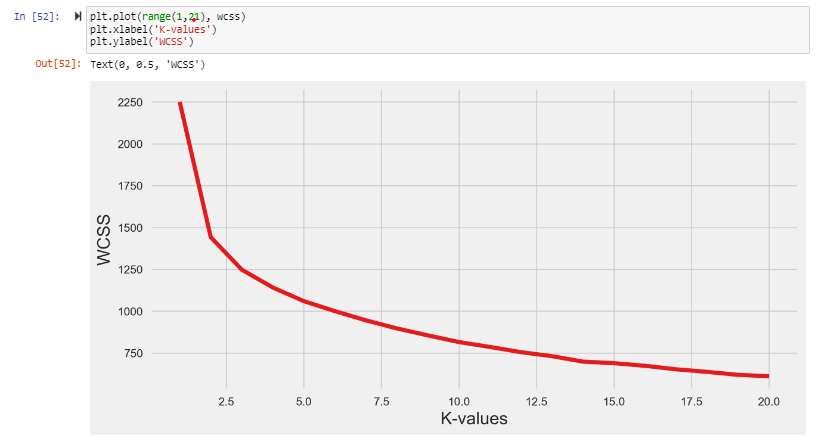 In [52]:
plt.plot(range(1,21), wcss)
plt.xlabel('K-values')
plt.ylabel('WCSS')
Out[52]: Text(0, 0.5, 'WCSS')
2250
2000
1750
1500
1250
1000
750
WCSS
2.5 5.0 7.5 10.0 12.5 15.0 17.5 20.0
K-values